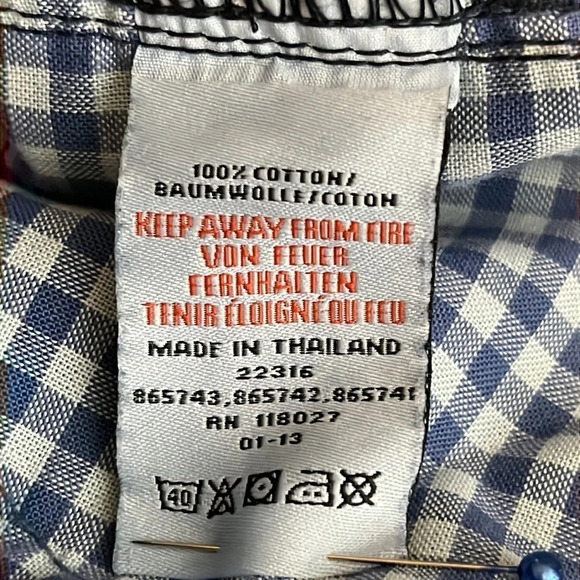 100% COTTON/
BAUMWOLLE/COTON
KEEP AWAY FROM FIRE
VON FEUER
FERNHALTEN
TENIR ÉLOIGNÉ DU FEU
MADE IN THAILAND
22316
865743,865742,865741
RN 118027
01-13
40